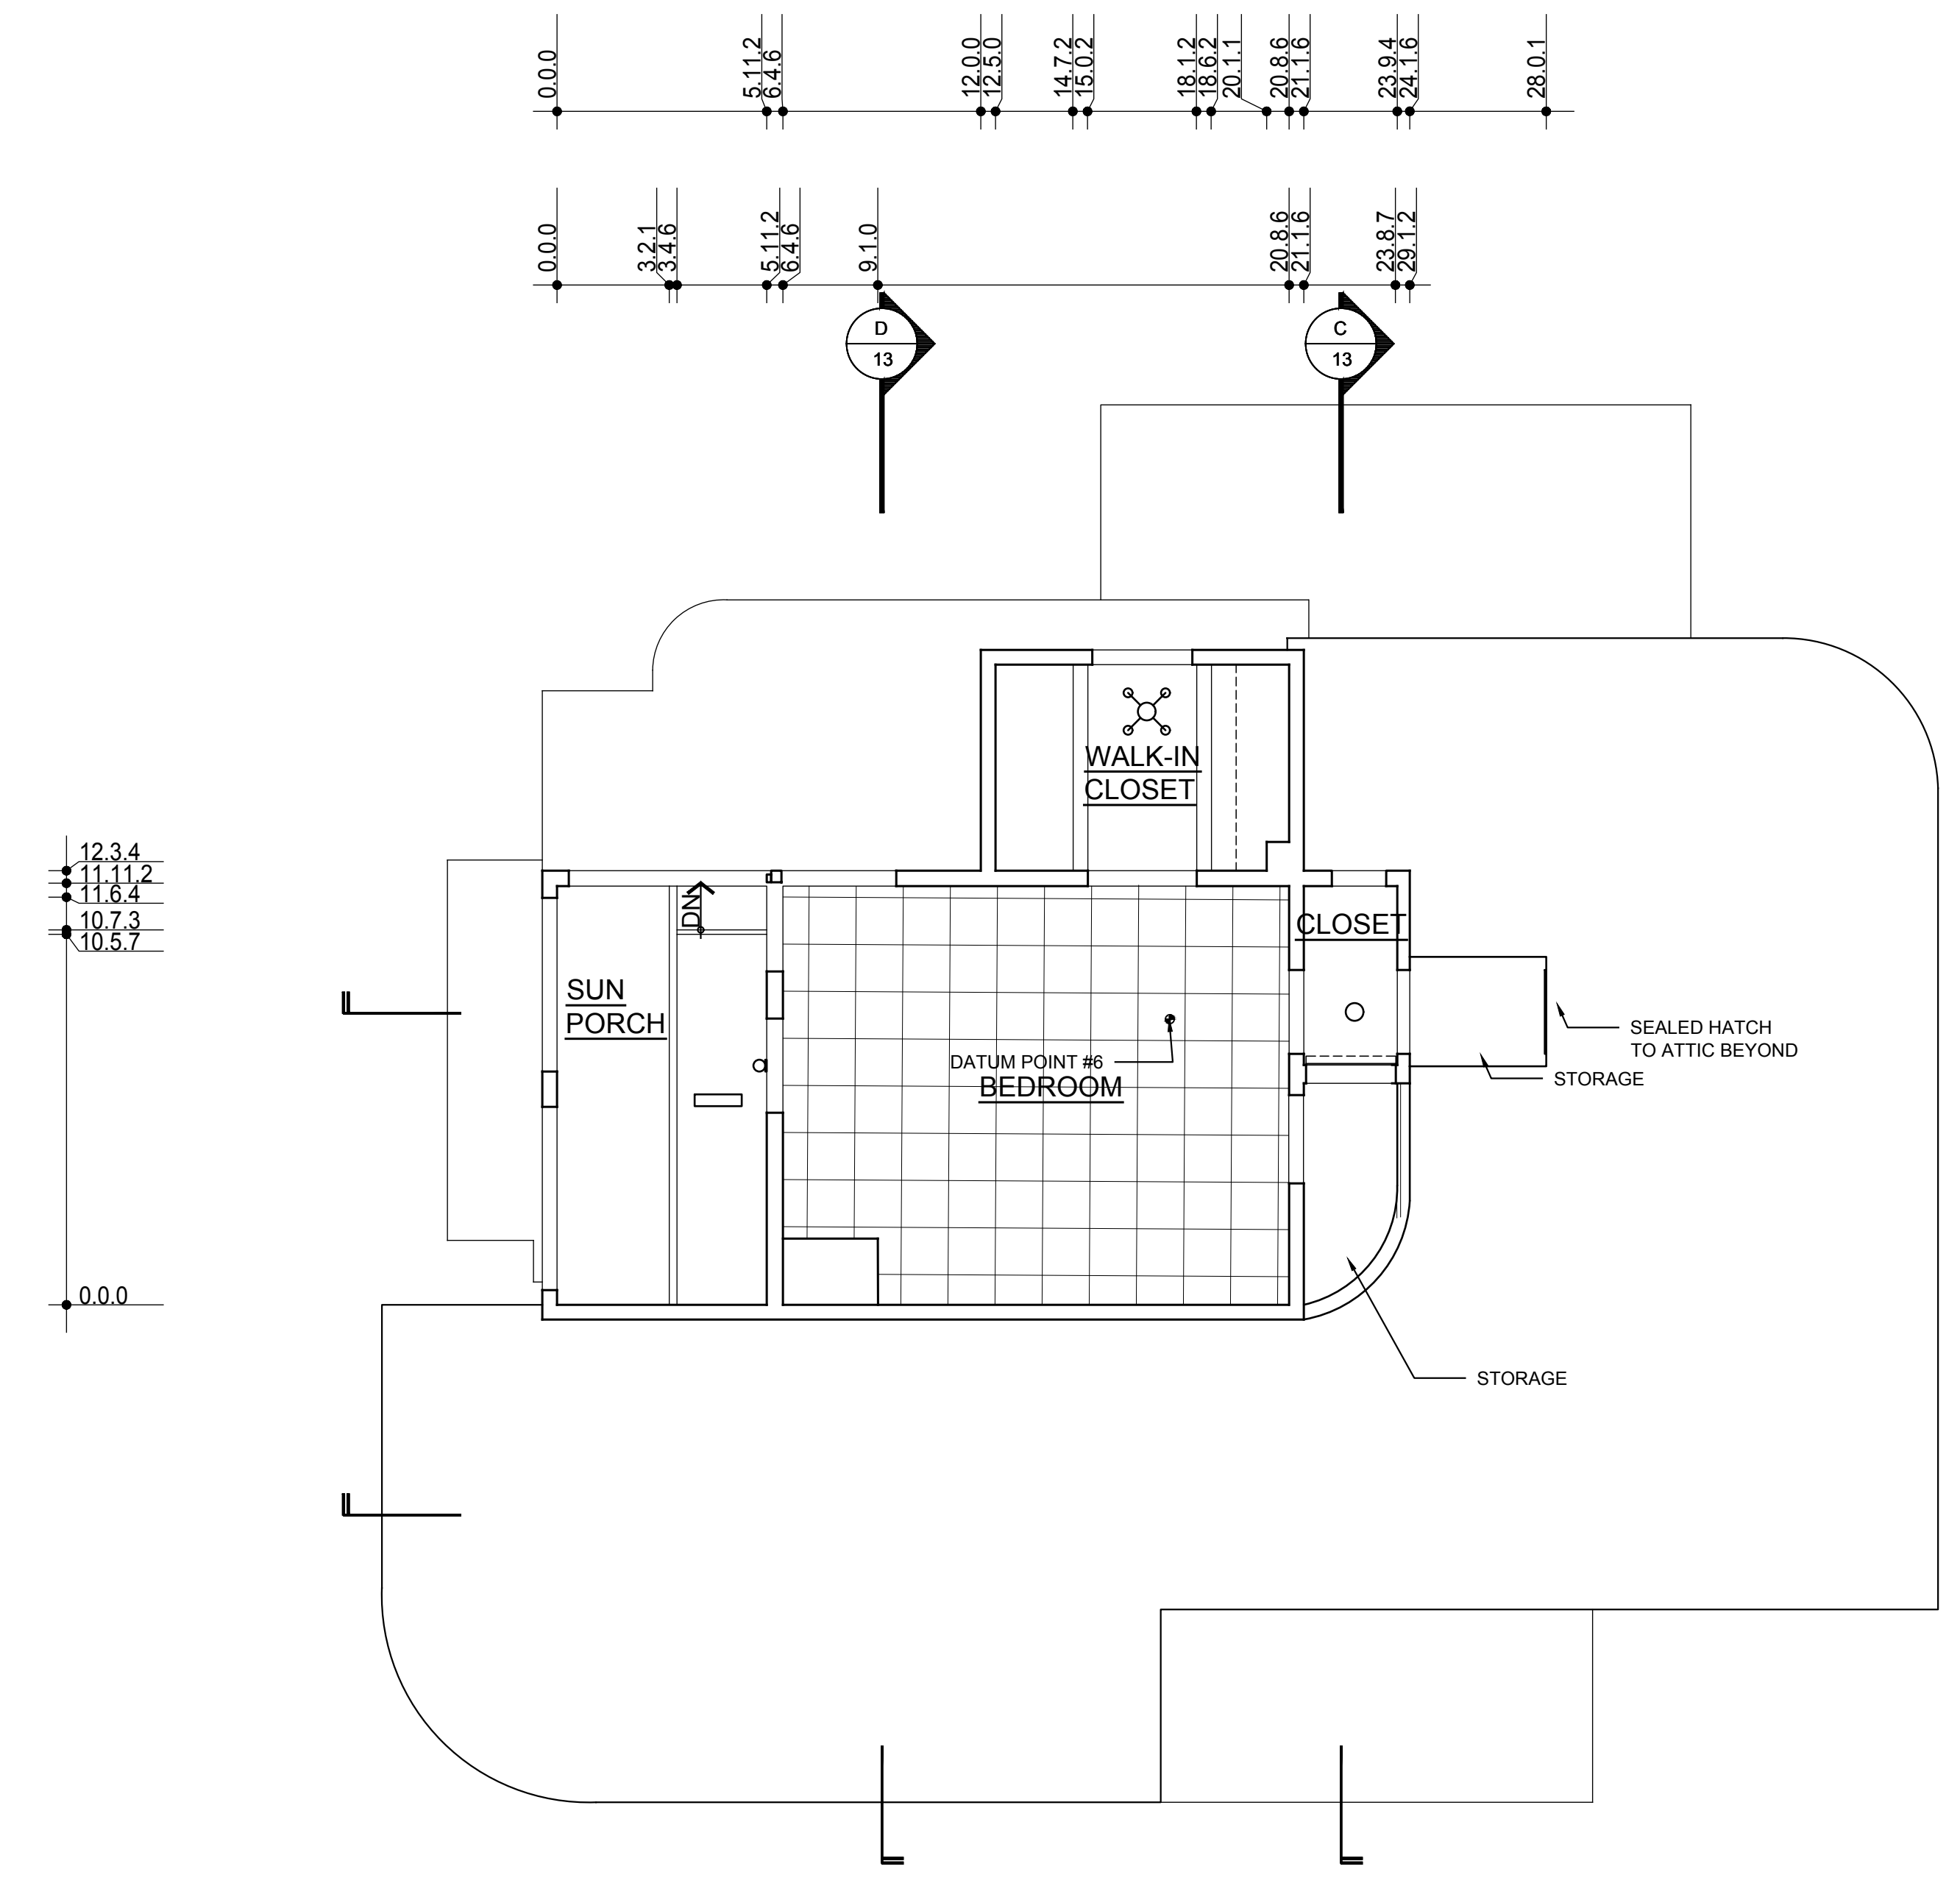 0.0.0
5.11.2
6.4.6
12.0.0
12.5.0
14.7.2
15.0.2
18.1.2
18.6.2
20.1.1
20.8.6
21.1.6
23.9.4
24.1.6
28.0.1
0.0.0
3.2.1
3.4.6
5.11.2
6.4.6
9.1.0
20.8.6
21.1.6
23.8.7
29.1.2
D
13
C
13
WALK-IN
CLOSET
12.3.4
11.11.2
11.6.4
10.7.3
10.5.7
DN
CLOSET
SUN
PORCH
SEALED HATCH
TO ATTIC BEYOND
DATUM POINT #6
BEDROOM
STORAGE
0.0.0
STORAGE